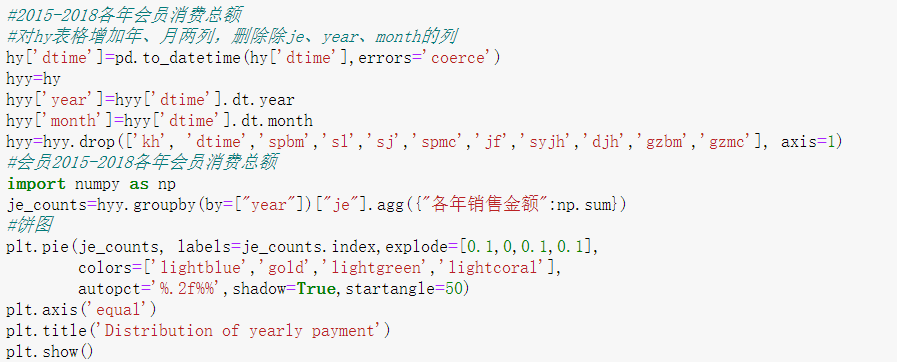 #2015-2018各年会员消费总额
#对hy表格增加年、月两列，删除除je、year、month的列
hy['dtime']=pd.to_datetime(hy['dtime'],errors='coerce')
hyy=hy
hyy['year']=hyy['dtime'].dt.year
hyy['month']=hyy['dtime'].dt.month
hyy=hyy.drop(['kh', 'dtime','spbm','sl','sj','spmc','jf','syjh','djh','gzbm','gzmc'], axis=1)
#会员2015-2018各年会员消费总额
import numpy as np
je_counts=hyy.groupby(by=["year"])["je"].agg({"各年销售金额":np.sum})
#饼图
plt.pie(je_counts, labels=je_counts.index,explode=[0.1,0,0.1,0.1],
        colors=['lightblue','gold','lightgreen','lightcoral'],
        autopct='%.2f%%',shadow=True,startangle=50)
plt.axis('equal')
plt.title('Distribution of yearly payment')
plt.show()